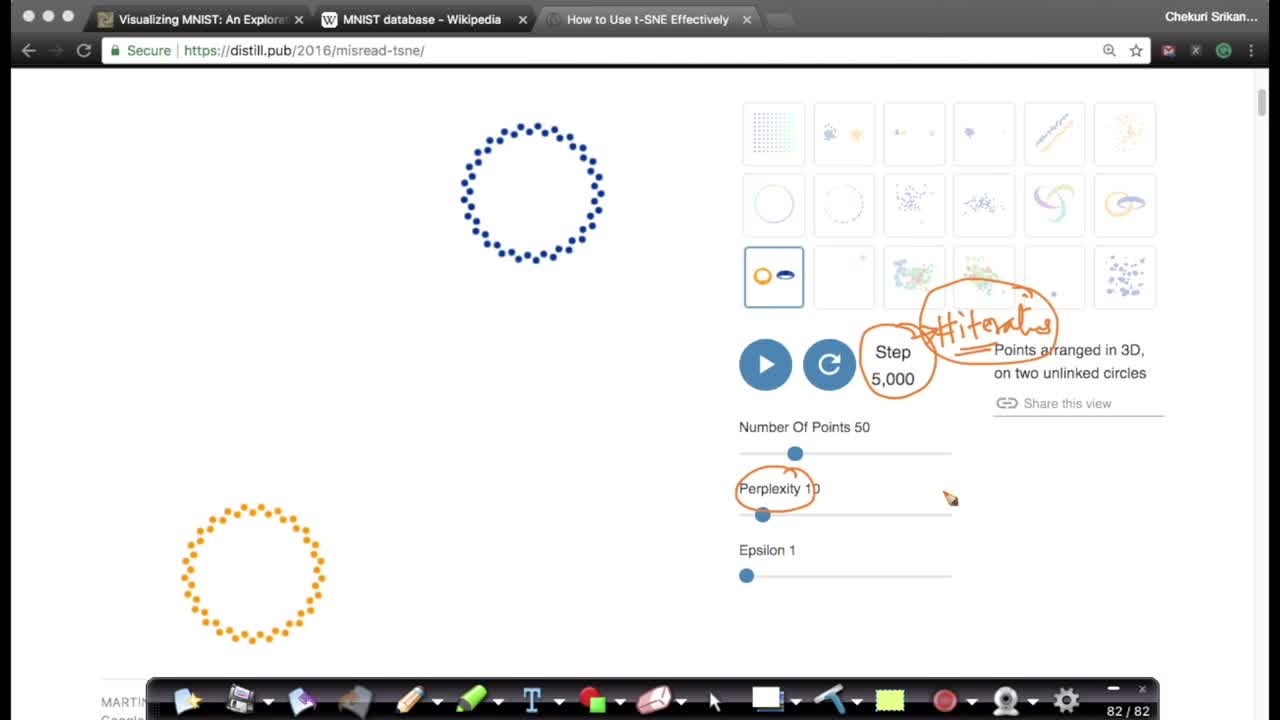 Visualizing MNIST: An Explorat
MNIST database - Wikipedia
How to Use t-SNE Effectively
Chekuri Srikan...
Secure
https://distill.pub/2016/misread-tsne/
#iterations
Step
5,000
Points arranged in 3D,
on two unlinked circles
Share this view
Number Of Points 50
Perplexity 10
Epsilon 1
MARTIN
82 / 82